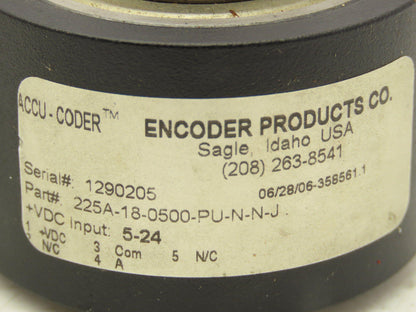 ACCU-CODER™
ENCODER PRODUCTS CO.
Sagle, Idaho USA
(208) 263-8541
Serial#: 1290205
06/28/06-358561.1
Part#: 225A-18-0500-PU-N-N-J
+VDC Input: 5-24
1 +VDC 3 Com 5 N/C
N/C 4 A